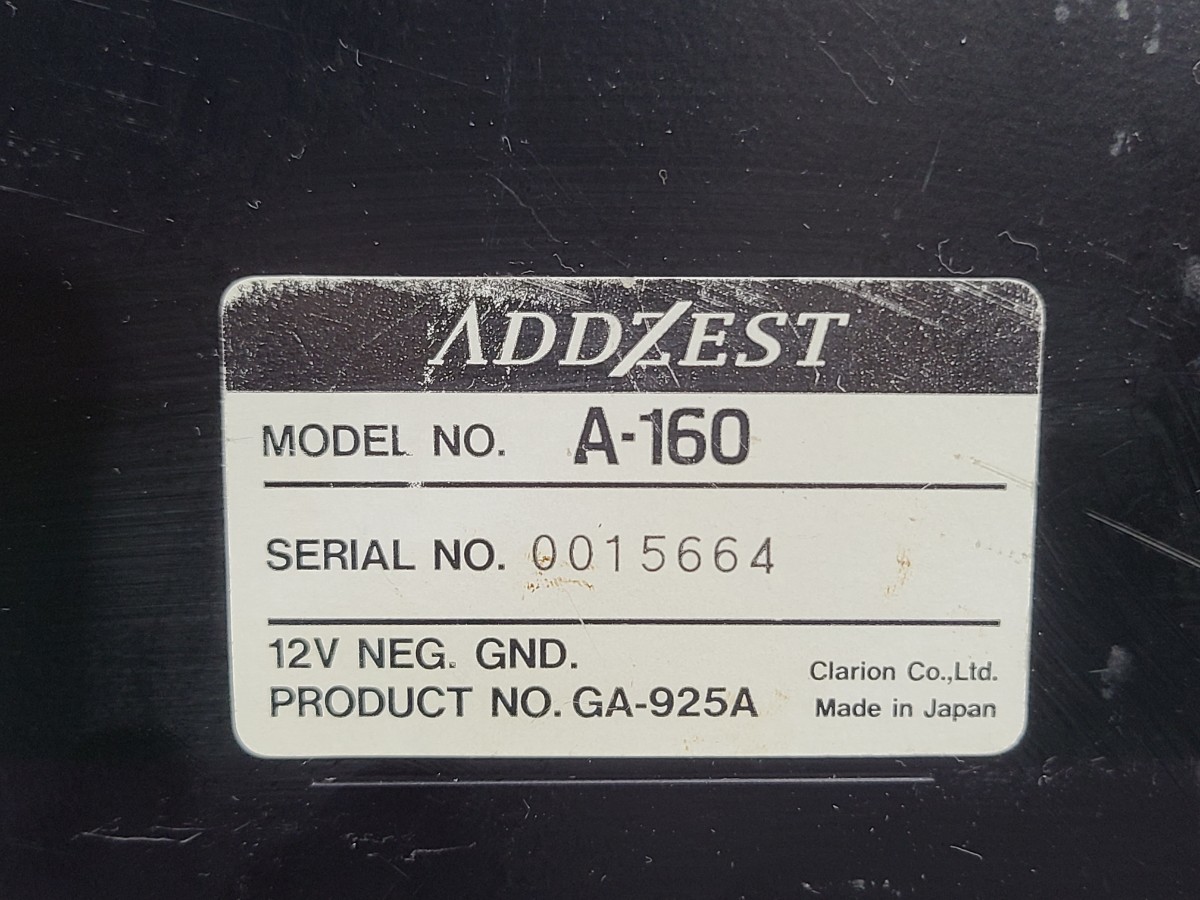 ADDZEST
MODEL NO. A-160
SERIAL NO. 0015664
12V NEG. GND.
PRODUCT NO. GA-925A
Clarion Co.,Ltd.
Made in Japan